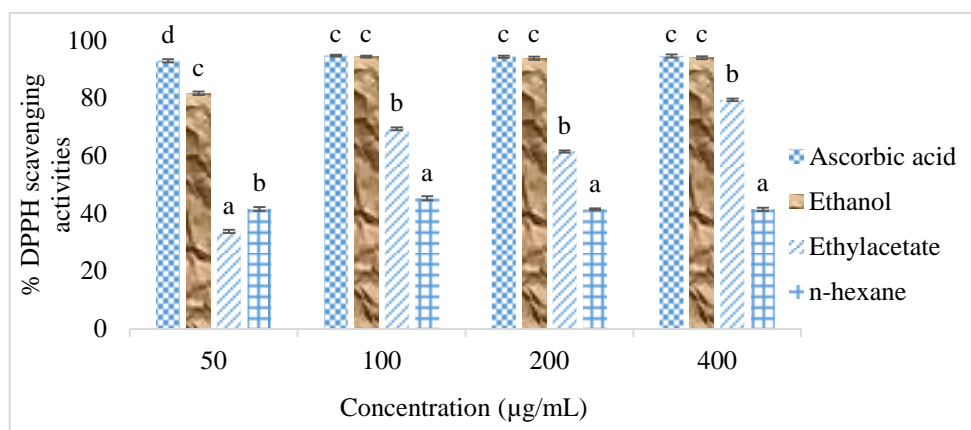 % DPPH scavenging
activities
100
80
60
40
20
0
d
c
a
b
c
c
b
a
c
c
b
a
c
c
b
a
50
100
200
400
Concentration (µg/mL)
Ascorbic acid
Ethanol
Ethylacetate
n-hexane